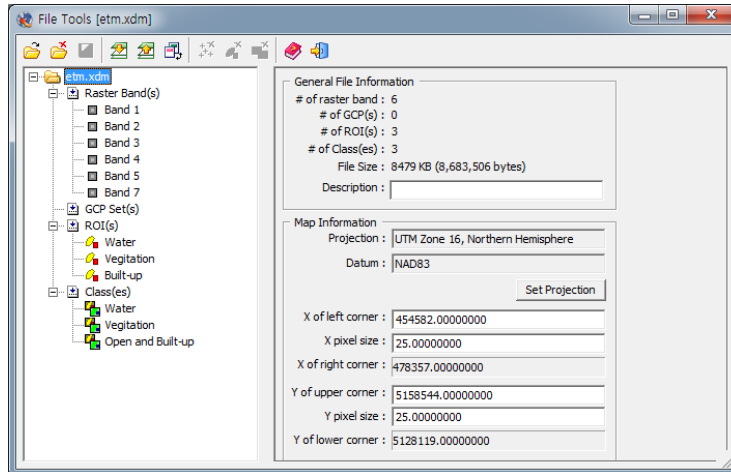 File Tools [etm.xdm]
etm.xdm
Raster Band(s)
Band 1
Band 2
Band 3
Band 4
Band 5
Band 7
GCP Set(s)
ROI(s)
Water
Vegitation
Built-up
Class(es)
Water
Vegitation
Open and Built-up
General File Information
# of raster band : 6
# of GCP(s) : 0
# of ROI(s) : 3
# of Class(es) : 3
File Size : 8479 KB (8,683,506 bytes)
Description :
Map Information
Projection : UTM Zone 16, Northern Hemisphere
Datum : NAD83
Set Projection
X of left corner : 454582.00000000
X pixel size : 25.00000000
X of right corner : 478357.00000000
Y of upper corner : 5158544.00000000
Y pixel size : 25.00000000
Y of lower corner : 5128119.00000000